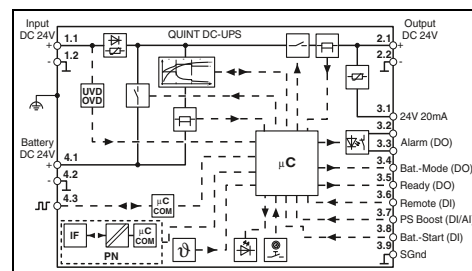 Input
DC 24V
1.1
+
1.2
-
QUINT DC-UPS
Output
DC 24V
2.1
+
2.2
-
UVD
OVD
3.1
24V 20mA
3.2
Alarm (DO)
3.3
Battery
DC 24V
4.1
+
4.2
-
4.3
µC
3.4
Bat.-Mode (DO)
3.5
Ready (DO)
3.6
Remote (DI)
3.7
PS Boost (DI/AI)
3.8
Bat.-Start (DI)
3.9
SGnd
µC
COM
IF
µC
COM
PN
ϑ